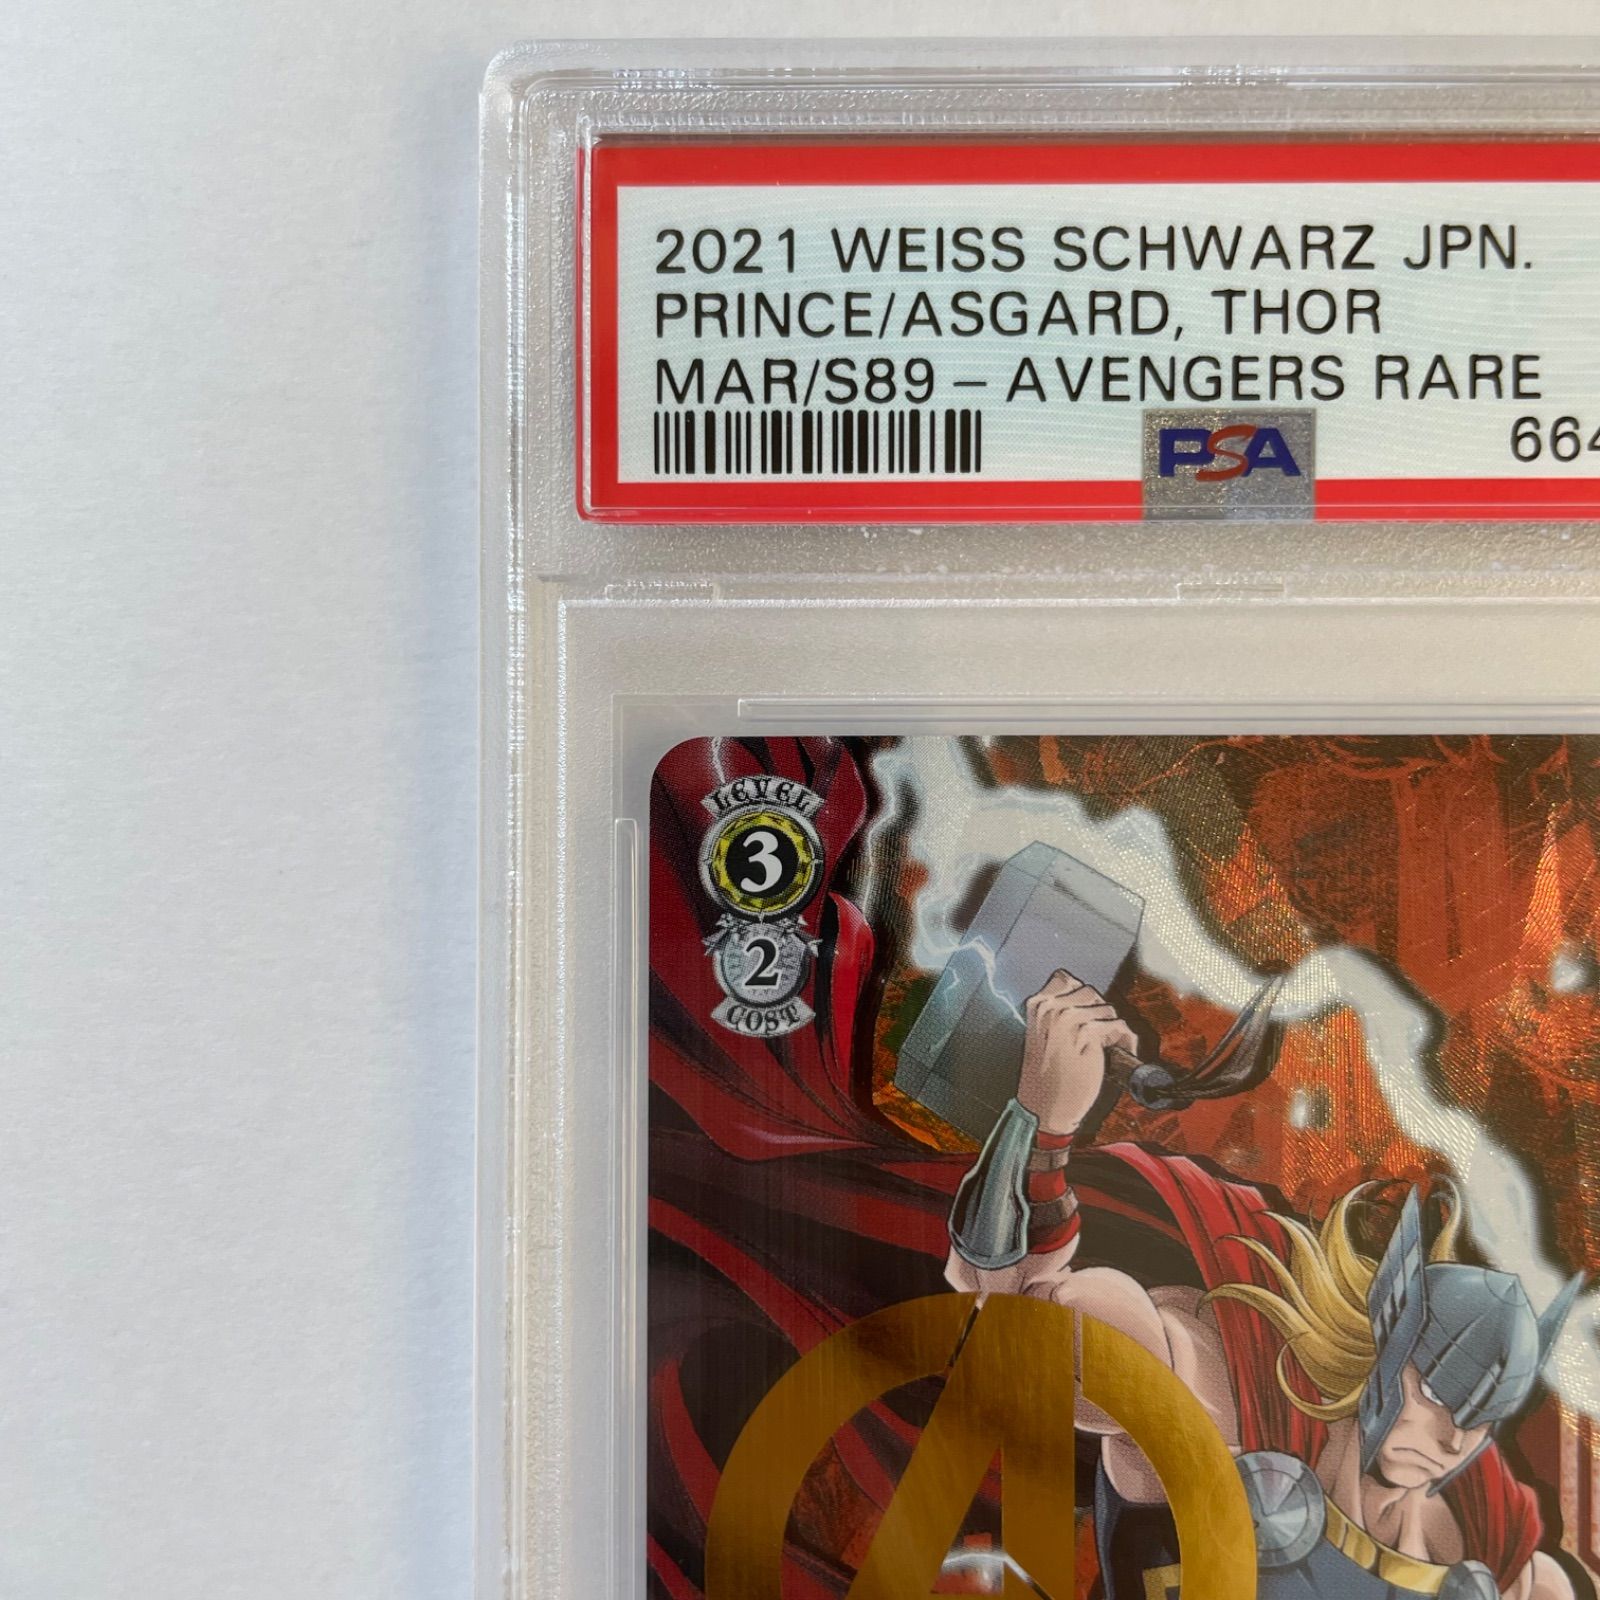 2021 WEISS SCHWARZ JPN.
PRINCE/ASGARD, THOR
MAR/S89 – AVENGERS RARE
PSA
664
LEVEL
3
2
COST